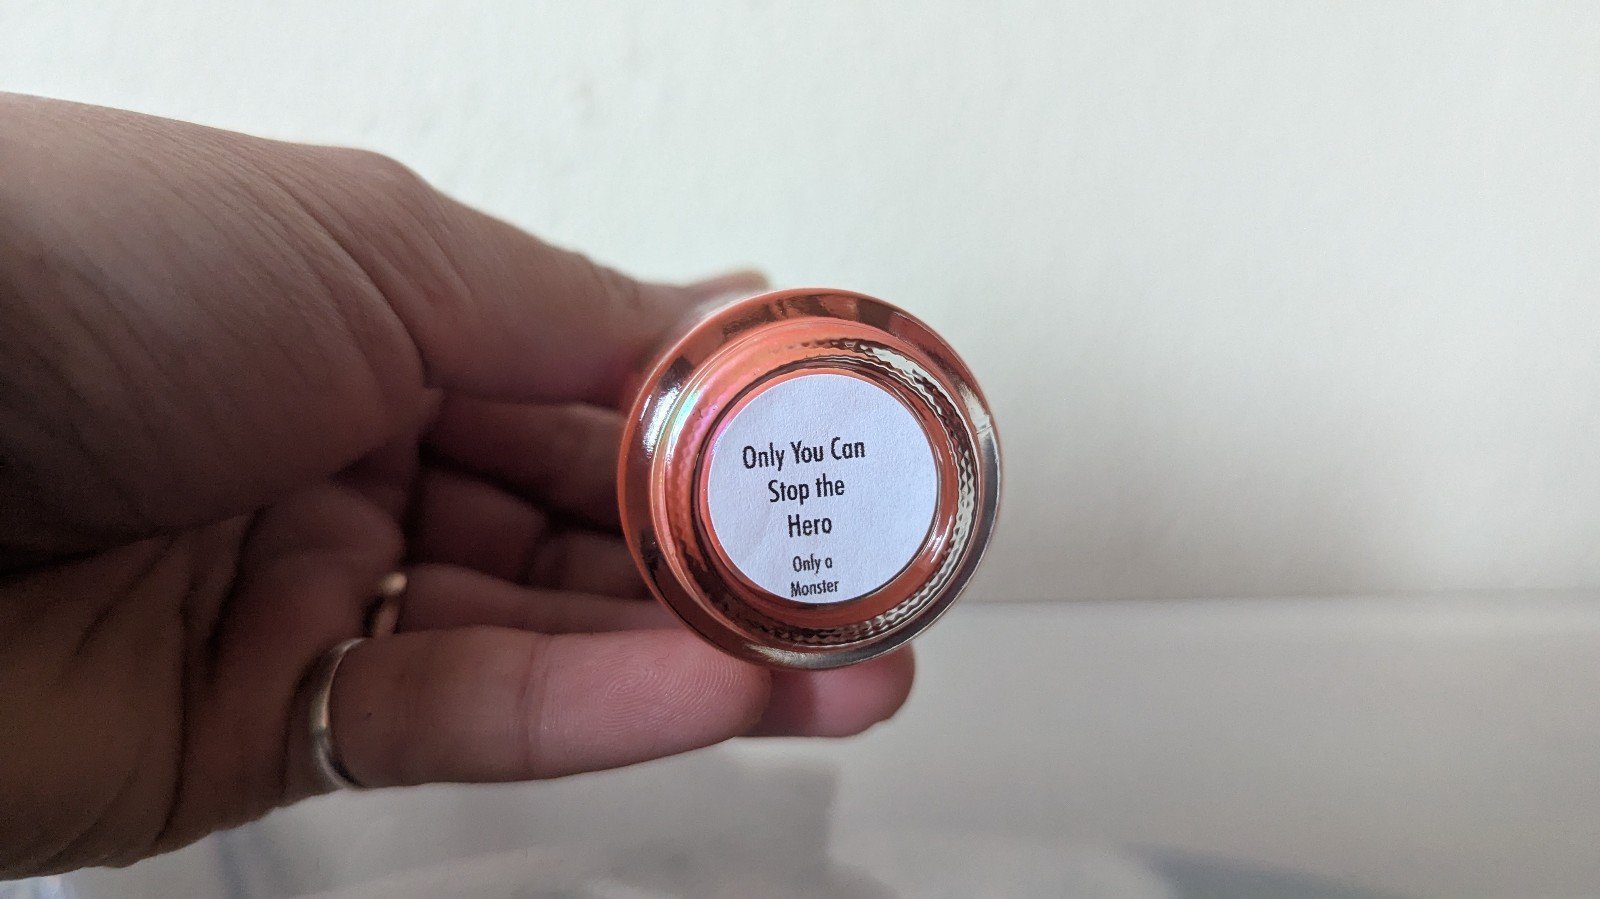 Only You Can
Stop the
Hero
Only a
Monster